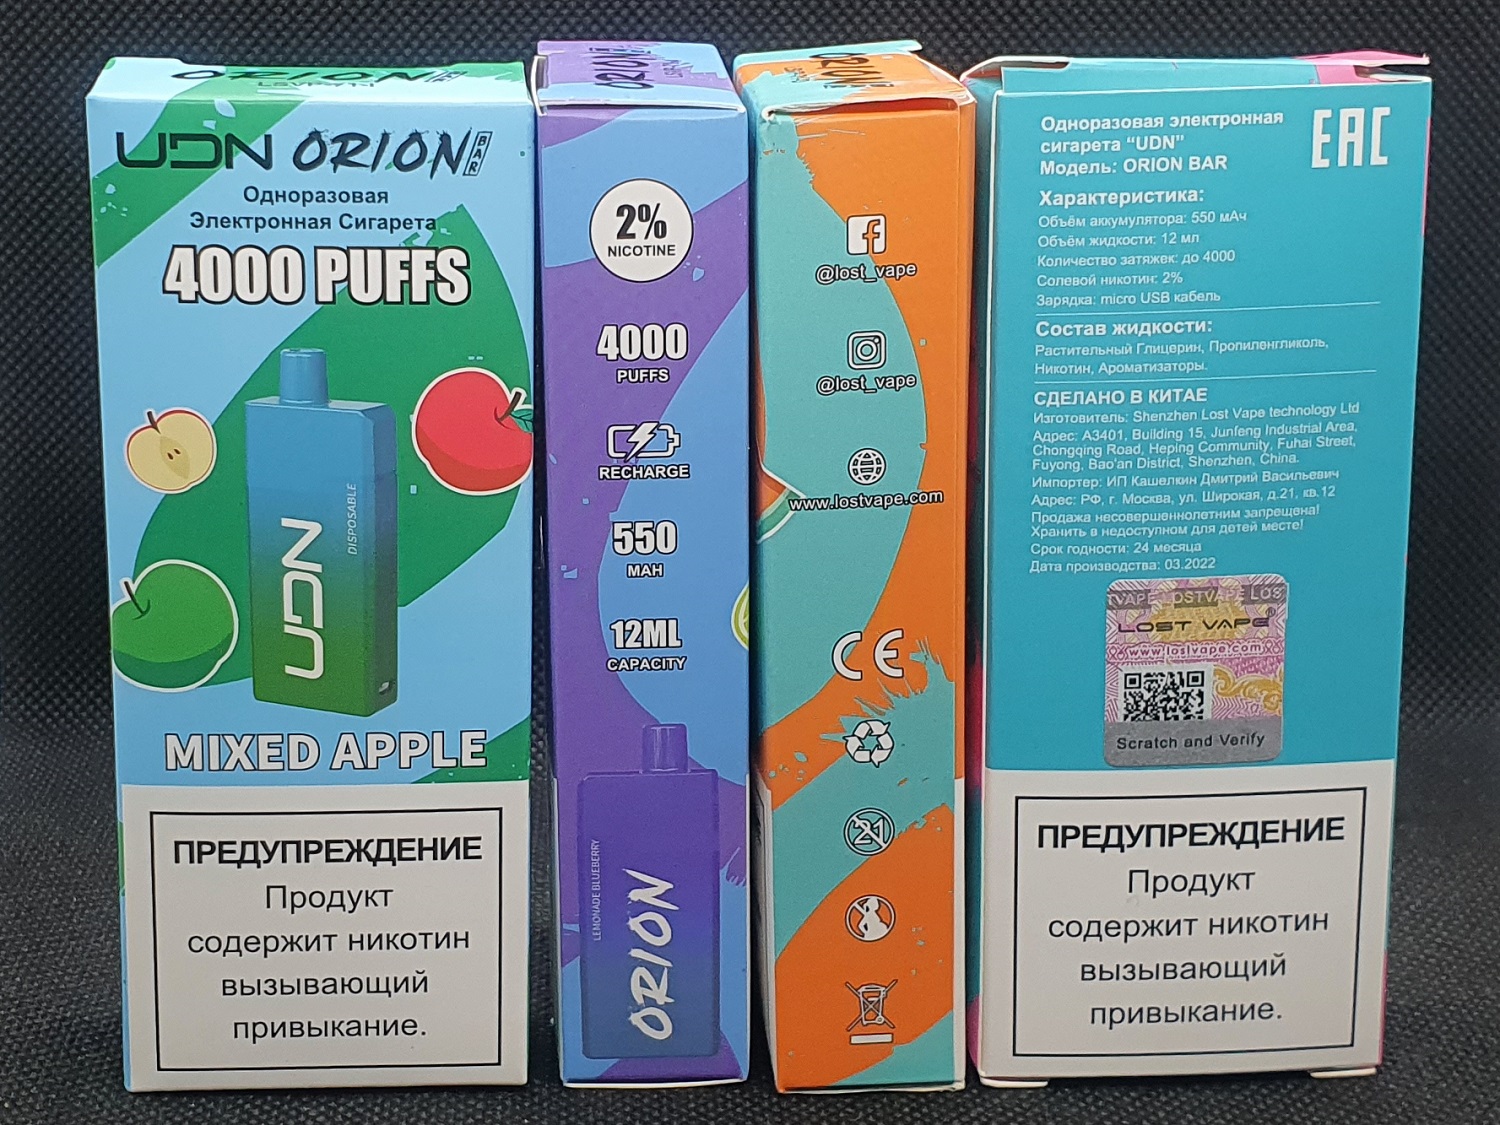 ORION
UDN ORION BAR
Одноразовая
Электронная Сигарета
4000 PUFFS
UDN
DISPOSABLE
MIXED APPLE
ПРЕДУПРЕЖДЕНИЕ
Продукт
содержит никотин
вызывающий
привыкание.
ORION
2%
NICOTINE
4000
PUFFS
RECHARGE
550
MAH
12ML
CAPACITY
LEMONADE BLUEBERRY
ORION
ORION
@lost_vape
@lost_vape
www.lostvape.com
CE
21
Одноразовая электронная
сигарета “UDN”
Модель: ORION BAR
EAC
Характеристика:
Объём аккумулятора: 550 мАч
Объём жидкости: 12 мл
Количество затяжек: до 4000
Солевой никотин: 2%
Зарядка: micro USB кабель
Состав жидкости:
Растительный Глицерин, Пропиленгликоль,
Никотин, Ароматизаторы.
СДЕЛАНО В КИТАЕ
Изготовитель: Shenzhen Lost Vape technology Ltd
Адрес: A3401, Building 15, Junfeng Industrial Area,
Chongqing Road, Heping Community, Fuhai Street,
Fuyong, Bao'an District, Shenzhen, China.
Импортер: ИП Кашелкин Дмитрий Васильевич
Адрес: РФ, г. Москва, ул. Широкая, д.21, кв.12
Продажа несовершеннолетним запрещена!
Хранить в недоступном для детей месте!
Срок годности: 24 месяца
Дата производства: 03.2022
TVAPE LOSTVAPE LOS
LOST VAPE®
www.lostvape.com
Scratch and Verify
ПРЕДУПРЕЖДЕНИЕ
Продукт
содержит никотин
вызывающий
привыкание.